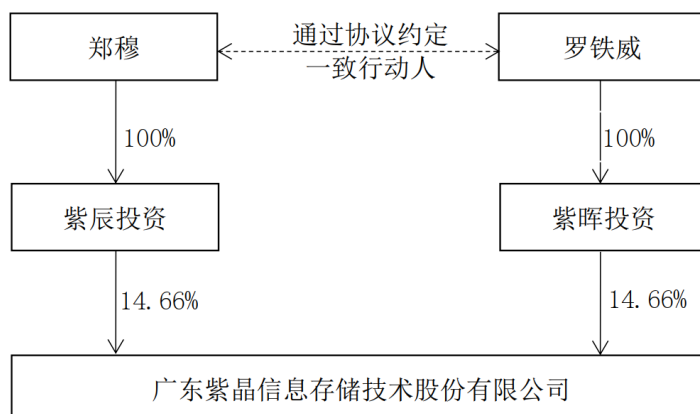 郑穆
通过协议约定
一致行动人
罗铁威
100%
100%
紫辰投资
紫晖投资
14.66%
14.66%
广东紫晶信息存储技术股份有限公司